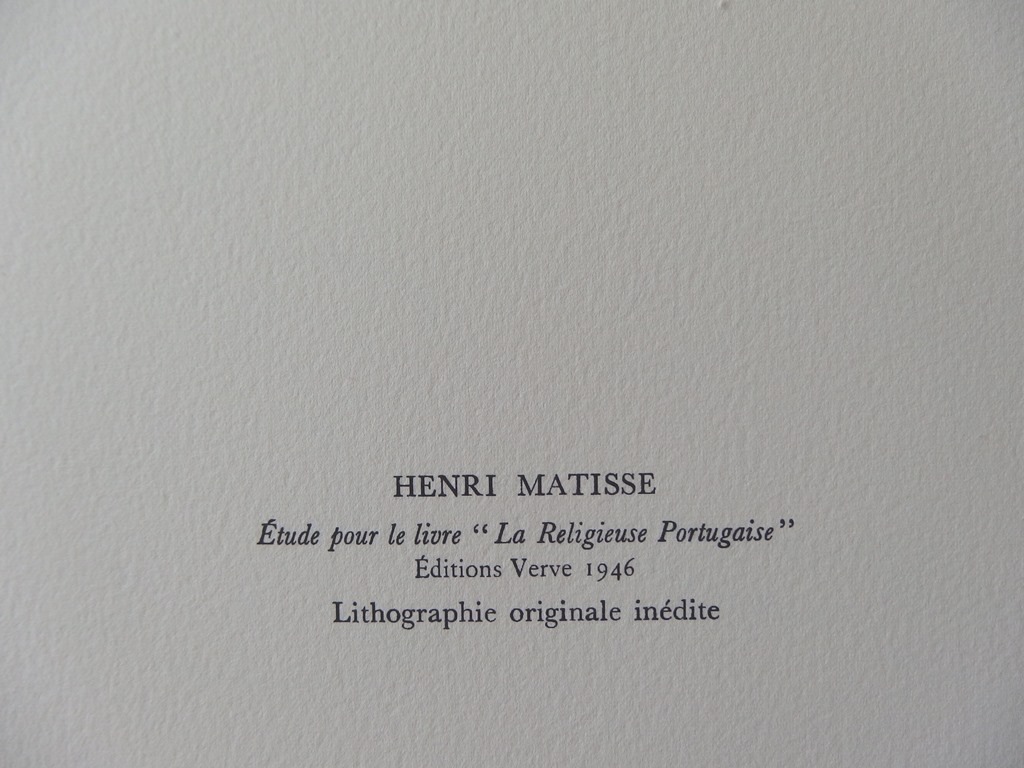 HENRI MATISSE
Étude pour le livre “La Religieuse Portugaise”
Éditions Verve 1946
Lithographie originale inédite